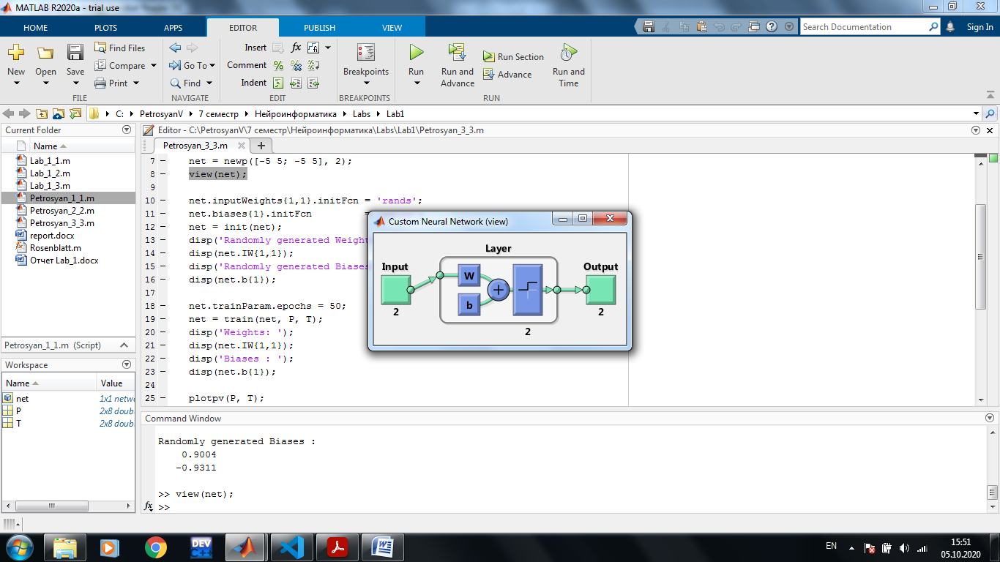 MATLAB R2020a - trial use
HOME PLOTS APPS EDITOR PUBLISH VIEW
Search Documentation
Sign In
New
Open
Save
Find Files
Compare
Print
FILE
Go To
Find
NAVIGATE
Insert
fx
Comment
Indent
EDIT
Breakpoints
BREAKPOINTS
Run
Run and Advance
Run Section
Advance
Run and Time
RUN
C: PetrosyanV 7 семестр Нейроинформатика Labs Lab1
Current Folder
Name
Lab_1_1.m
Lab_1_2.m
Lab_1_3.m
Petrosyan_1_1.m
Petrosyan_2_2.m
Petrosyan_3_3.m
report.docx
Rosenblatt.m
Отчет Lab_1.docx
Petrosyan_1_1.m (Script)
Workspace
Name Value
net 1x1 netw
P 2x8 doub
T 2x8 doub
Editor - C:\PetrosyanV\7 семестр\Нейроинформатика\Labs\Lab1\Petrosyan_3_3.m
Petrosyan_3_3.m
7 – net = newp([-5 5; -5 5], 2);
8 – view(net);
9
10 – net.inputWeights{1,1}.initFcn = 'rands';
11 – net.biases{1}.initFcn =
12 – net = init(net);
13 – disp('Randomly generated Weight
14 – disp(net.IW{1,1});
15 – disp('Randomly generated Biases
16 – disp(net.b{1});
17
18 – net.trainParam.epochs = 50;
19 – net = train(net, P, T);
20 – disp('Weights: ');
21 – disp(net.IW{1,1});
22 – disp('Biases : ');
23 – disp(net.b{1});
24
25 – plotpv(P, T);
Custom Neural Network (view)
Layer
Input
W
b
+
Output
2
2
2
Command Window
Randomly generated Biases :
0.9004
-0.9311
>> view(net);
fx >>
DEV C++
EN
15:51
05.10.2020